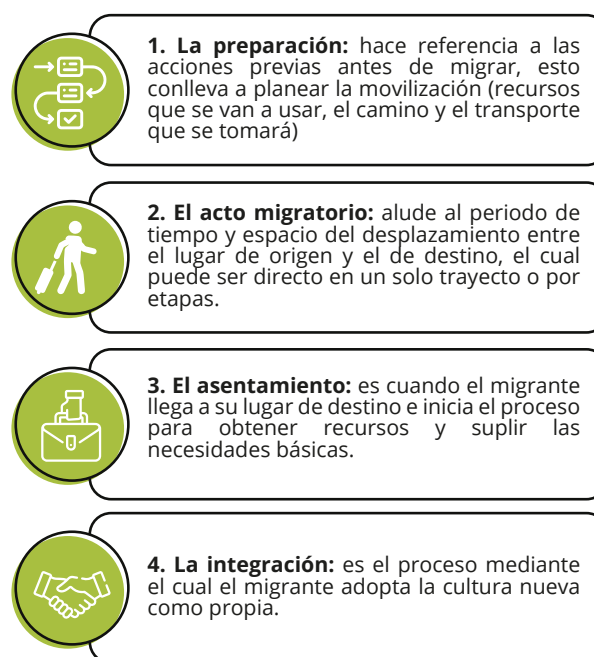 1. La preparación: hace referencia a las
acciones previas antes de migrar, esto
conlleva a planear la movilización (recursos
que se van a usar, el camino y el transporte
que se tomará)
2. El acto migratorio: alude al periodo de
tiempo y espacio del desplazamiento entre
el lugar de origen y el de destino, el cual
puede ser directo en un solo trayecto o por
etapas.
3. El asentamiento: es cuando el migrante
llega a su lugar de destino e inicia el proceso
para obtener recursos y suplir las
necesidades básicas.
4. La integración: es el proceso mediante
el cual el migrante adopta la cultura nueva
como propia.